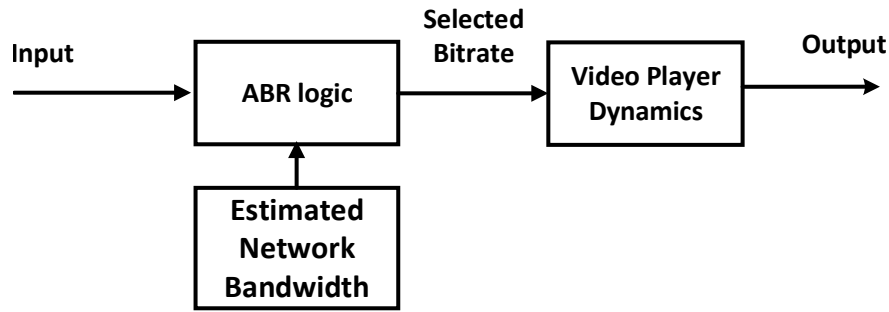 Input
ABR logic
Selected
Bitrate
Video Player
Dynamics
Output
Estimated
Network
Bandwidth